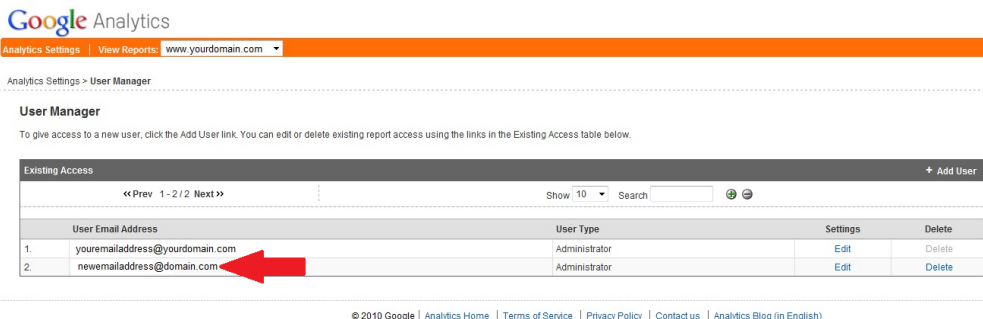 Google Analytics
Analytics Settings | View Reports: www.yourdomain.com
Analytics Settings > User Manager
User Manager
To give access to a new user, click the Add User link. You can edit or delete existing report access using the links in the Existing Access table below.
Existing Access + Add User
« Prev 1 - 2 / 2 Next » Show 10 Search
User Email Address User Type Settings Delete
1. youremailaddress@yourdomain.com Administrator Edit Delete
2. newemailaddress@domain.com Administrator Edit Delete
© 2010 Google | Analytics Home | Terms of Service | Privacy Policy | Contact us | Analytics Blog (in English)